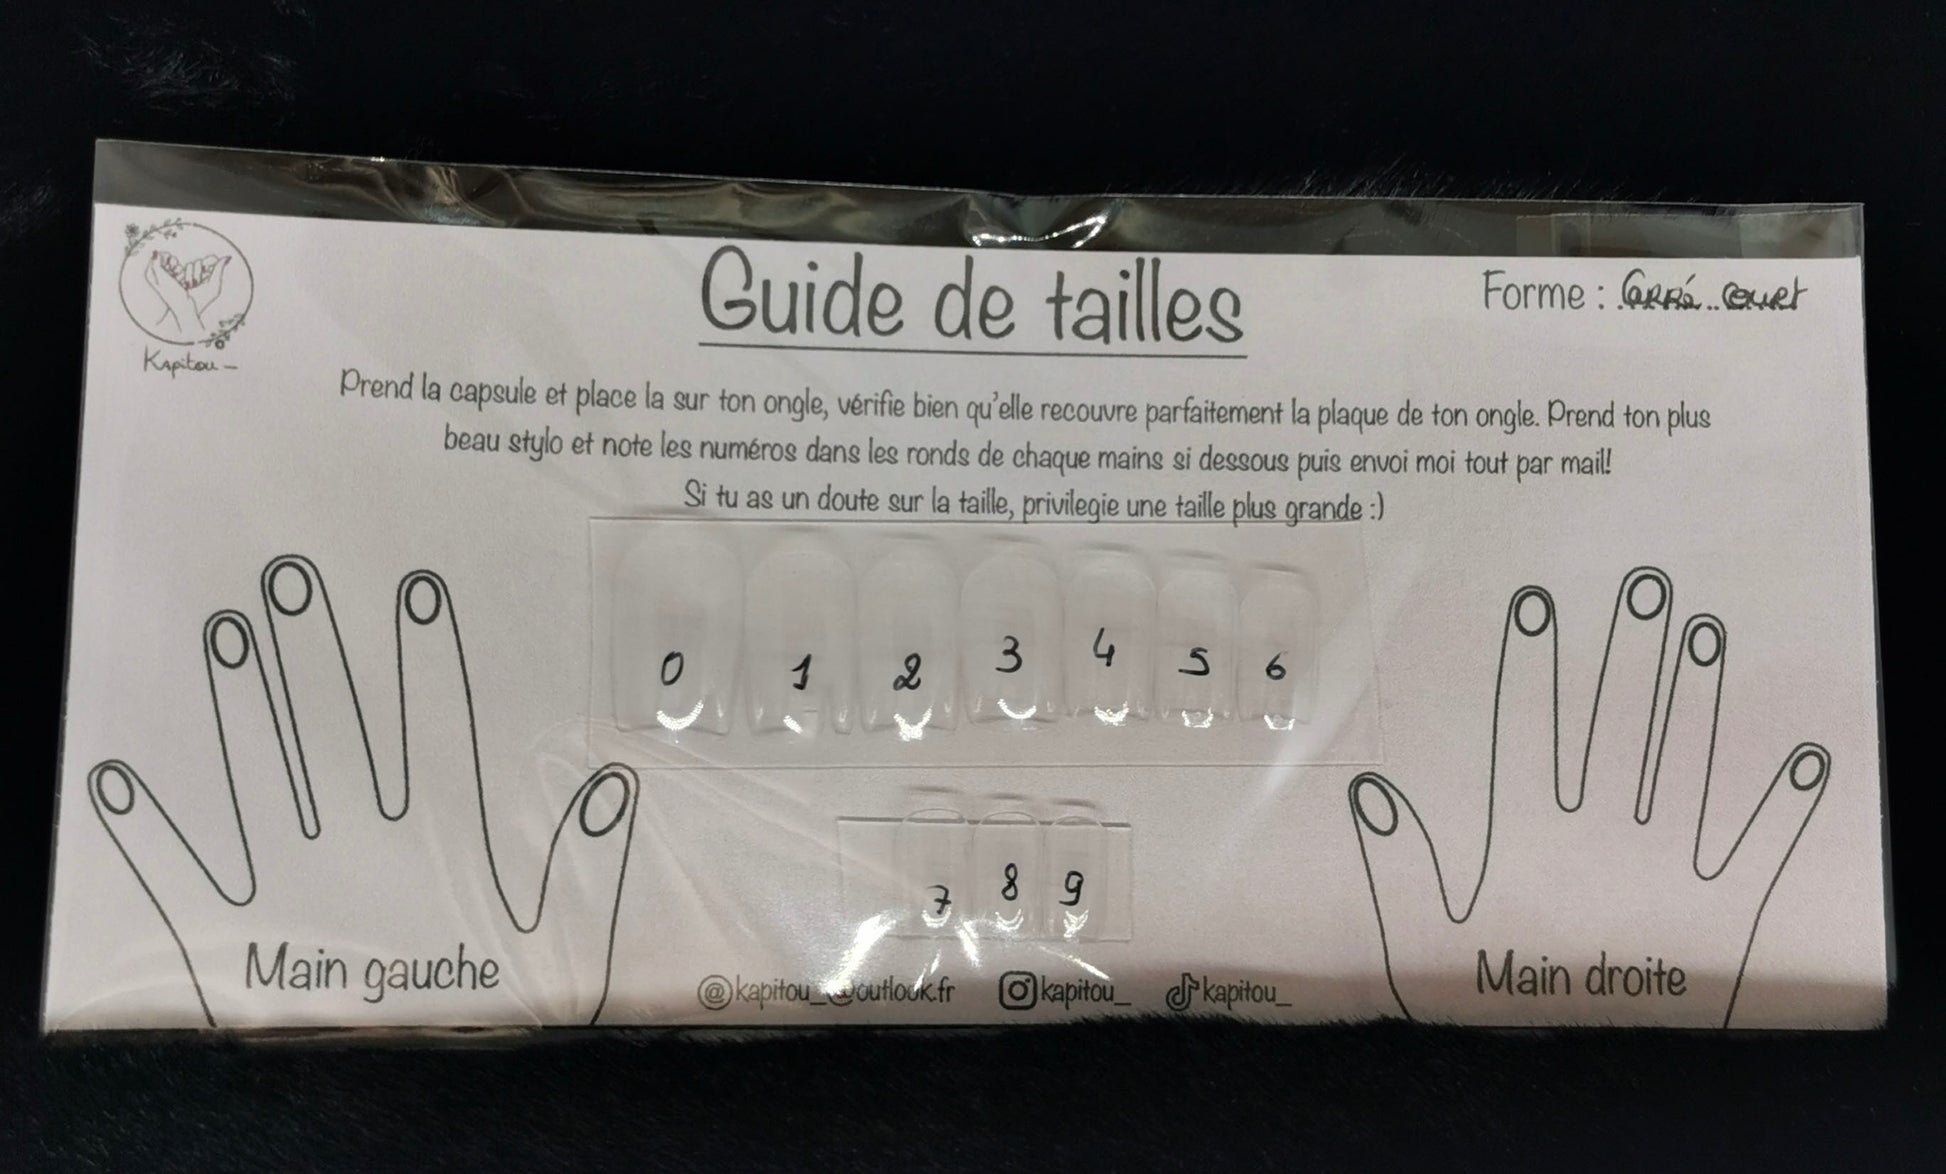 Guide de tailles
Forme : Carré court
Kapitou_
Prend la capsule et place la sur ton ongle, vérifie bien qu'elle recouvre parfaitement la plaque de ton ongle. Prend ton plus
beau stylo et note les numéros dans les ronds de chaque mains si dessous puis envoi moi tout par mail!
Si tu as un doute sur la taille, privilegie une taille plus grande :)
0 1 2 3 4 5 6
7 8 9
Main gauche
Main droite
@kapitou_@outlook.fr kapitou_ kapitou_